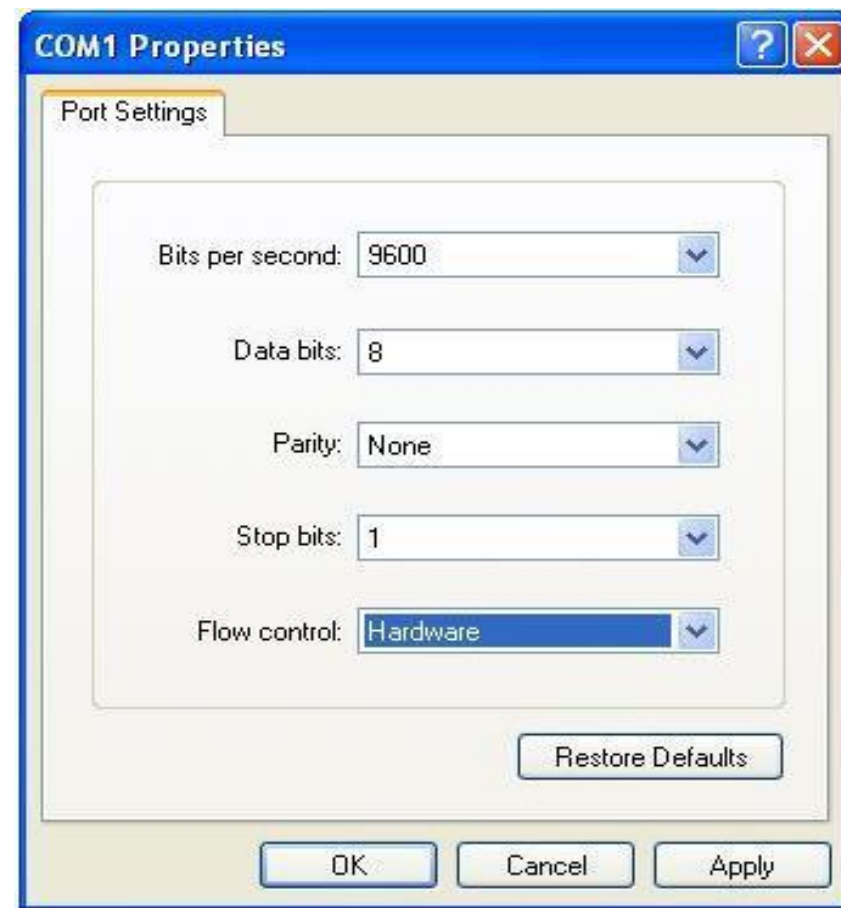 COM1 Properties
Port Settings
Bits per second: 9600
Data bits: 8
Parity: None
Stop bits: 1
Flow control: Hardware
Restore Defaults
OK Cancel Apply